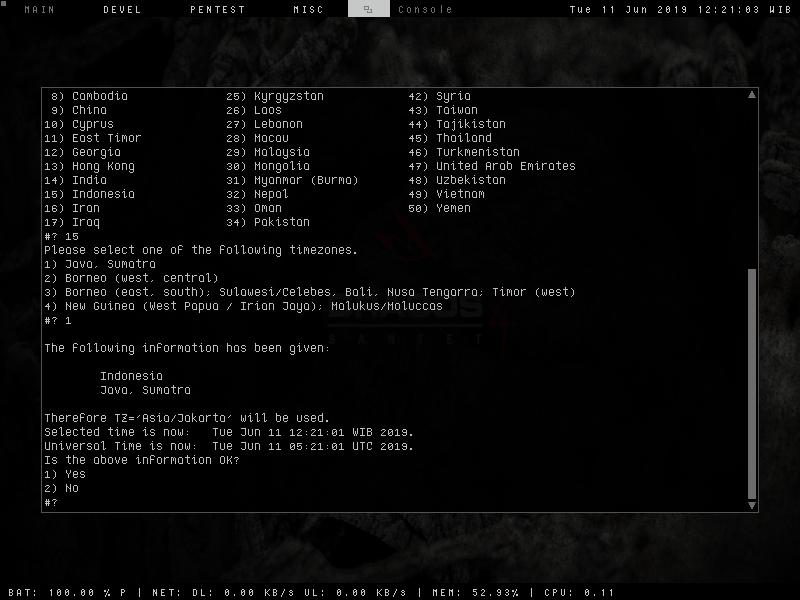 MAIN DEVEL PENTEST MISC Console Tue 11 Jun 2019 12:21:03 WIB
8) Cambodia 25) Kyrgyzstan 42) Syria
9) China 26) Laos 43) Taiwan
10) Cyprus 27) Lebanon 44) Tajikistan
11) East Timor 28) Macau 45) Thailand
12) Georgia 29) Malaysia 46) Turkmenistan
13) Hong Kong 30) Mongolia 47) United Arab Emirates
14) India 31) Myanmar (Burma) 48) Uzbekistan
15) Indonesia 32) Nepal 49) Vietnam
16) Iran 33) Oman 50) Yemen
17) Iraq 34) Pakistan
#? 15
Please select one of the following timezones.
1) Java, Sumatra
2) Borneo (west, central)
3) Borneo (east, south); Sulawesi/Celebes, Bali, Nusa Tengarra; Timor (west)
4) New Guinea (West Papua / Irian Jaya); Malukus/Moluccas
#? 1
SANTET
The following information has been given:
Indonesia
Java, Sumatra
Therefore TZ='Asia/Jakarta' will be used.
Selected time is now: Tue Jun 11 12:21:01 WIB 2019.
Universal Time is now: Tue Jun 11 05:21:01 UTC 2019.
Is the above information OK?
1) Yes
2) No
#?
BAT: 100.00 % P | NET: DL: 0.00 KB/s UL: 0.00 KB/s | MEM: 52.93% | CPU: 0.11